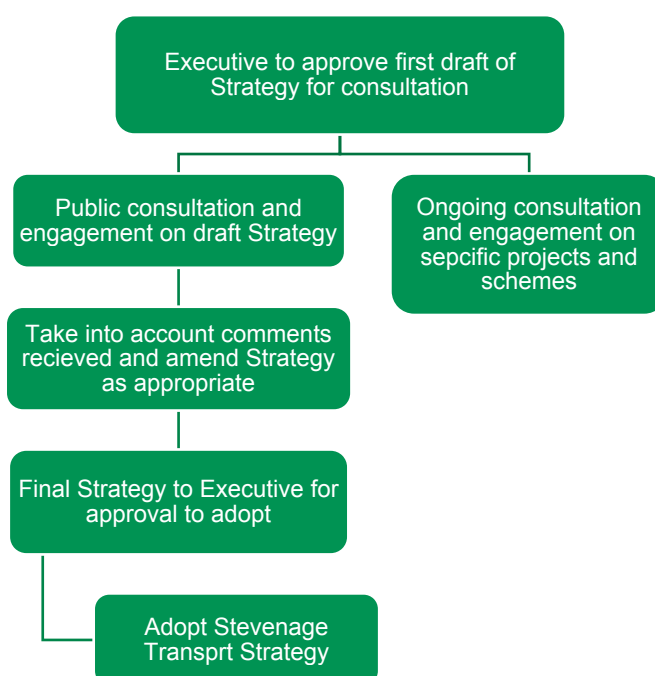 Executive to approve first draft of
Strategy for consultation
Public consultation and
engagement on draft Strategy
Ongoing consultation
and engagement on
sepcific projects and
schemes
Take into account comments
recieved and amend Strategy
as appropriate
Final Strategy to Executive for
approval to adopt
Adopt Stevenage
Transprt Strategy